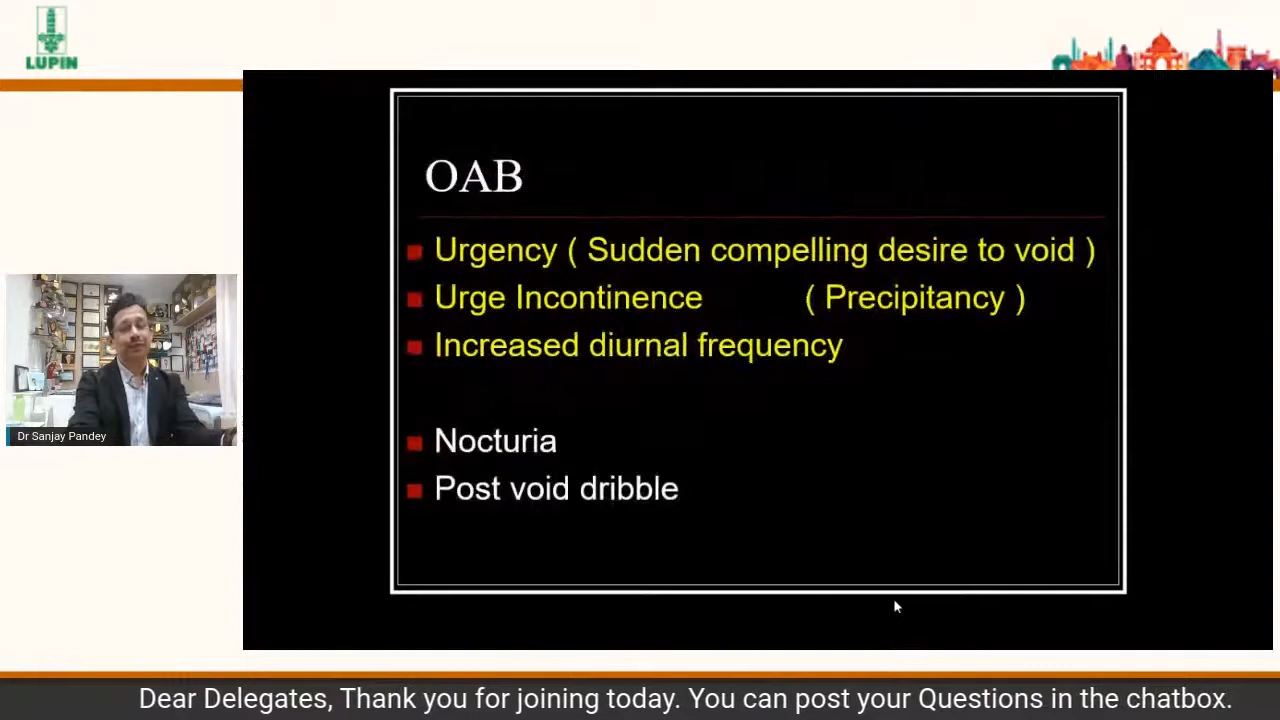 LUPIN
OAB
Urgency ( Sudden compelling desire to void )
Urge Incontinence ( Precipitancy )
Increased diurnal frequency
Nocturia
Post void dribble
Dr Sanjay Pandey
Dear Delegates, Thank you for joining today. You can post your Questions in the chatbox.